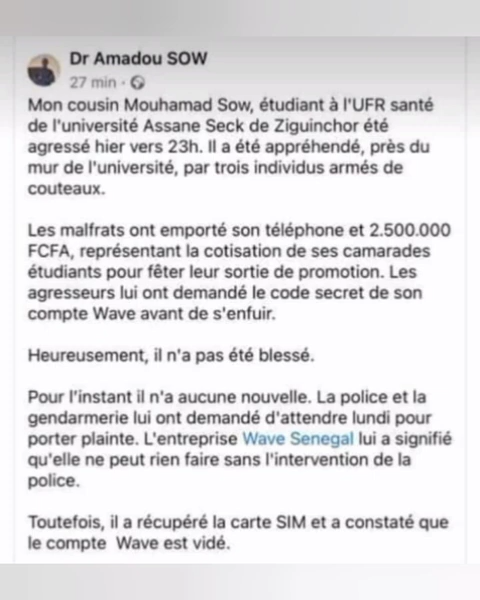 Dr Amadou SOW
27 min ·
Mon cousin Mouhamad Sow, étudiant à l'UFR santé
de l'université Assane Seck de Ziguinchor été
agressé hier vers 23h. Il a été appréhendé, près du
mur de l'université, par trois individus armés de
couteaux.
Les malfrats ont emporté son téléphone et 2.500.000
FCFA, représentant la cotisation de ses camarades
étudiants pour fêter leur sortie de promotion. Les
agresseurs lui ont demandé le code secret de son
compte Wave avant de s'enfuir.
Heureusement, il n'a pas été blessé.
Pour l'instant il n'a aucune nouvelle. La police et la
gendarmerie lui ont demandé d'attendre lundi pour
porter plainte. L'entreprise Wave Senegal lui a signifié
qu'elle ne peut rien faire sans l'intervention de la
police.
Toutefois, il a récupéré la carte SIM et a constaté que
le compte Wave est vidé.